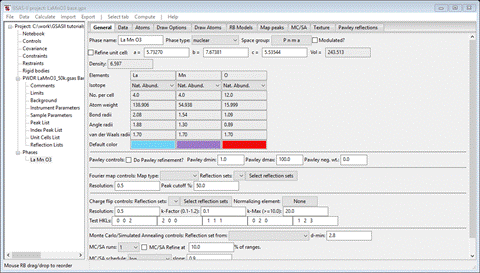 GSAS-II project: LaMnO3 base.gpx
File Data Calculate Import Export Select tab Compute Help
Project: C:\work\GSASII tutorials
Notebook
Controls
Covariance
Constraints
Restraints
Rigid bodies
PWDR LaMnO3_50k.gsas Ban
Comments
Limits
Background
Instrument Parameters
Sample Parameters
Peak List
Index Peak List
Unit Cells List
Reflection Lists
Phases
La Mn O3
General Data Atoms Draw Options Draw Atoms RB Models Map peaks MC/SA Texture Pawley reflections
Phase name: La Mn O3 Phase type: nuclear Space group: P n m a Modulated?
Refine unit cell: a = 5.73270 b = 7.67381 c = 5.53544 Vol = 243.513
Density: 6.597
Elements La Mn O
Isotope Nat. Abund. Nat. Abund. Nat. Abund.
No. per cell 4.0 4.0 12.0
Atom weight 138.906 54.938 15.999
Bond radii 2.08 1.54 1.09
Angle radii 1.88 1.30 0.89
van der Waals radii 1.70 1.70 1.70
Default color
Pawley controls: Do Pawley refinement? Pawley dmin: 1.0 Pawley dmax: 100.0 Pawley neg. wt.: 0.0
Fourier map controls: Map type: Reflection sets: Select reflection sets
Resolution: 0.5 Peak cutoff %: 50.0
Charge flip controls: Reflection sets: Select reflection sets Normalizing element: None
Resolution: 0.5 k-Factor (0.1-1.2): 0.1 k-Max (>=10.0): 20.0
Test HKLs: 0 0 2 2 0 0 1 1 1 0 2 0 1 2 3
Monte Carlo/Simulated Annealing controls: Reflection set from: d-min: 2.8
MC/SA runs: 1 MC/SA Refine at 10.0 % of ranges.
MC/SA schedule: log slope: 0.9
Mouse RB drag/drop to reorder